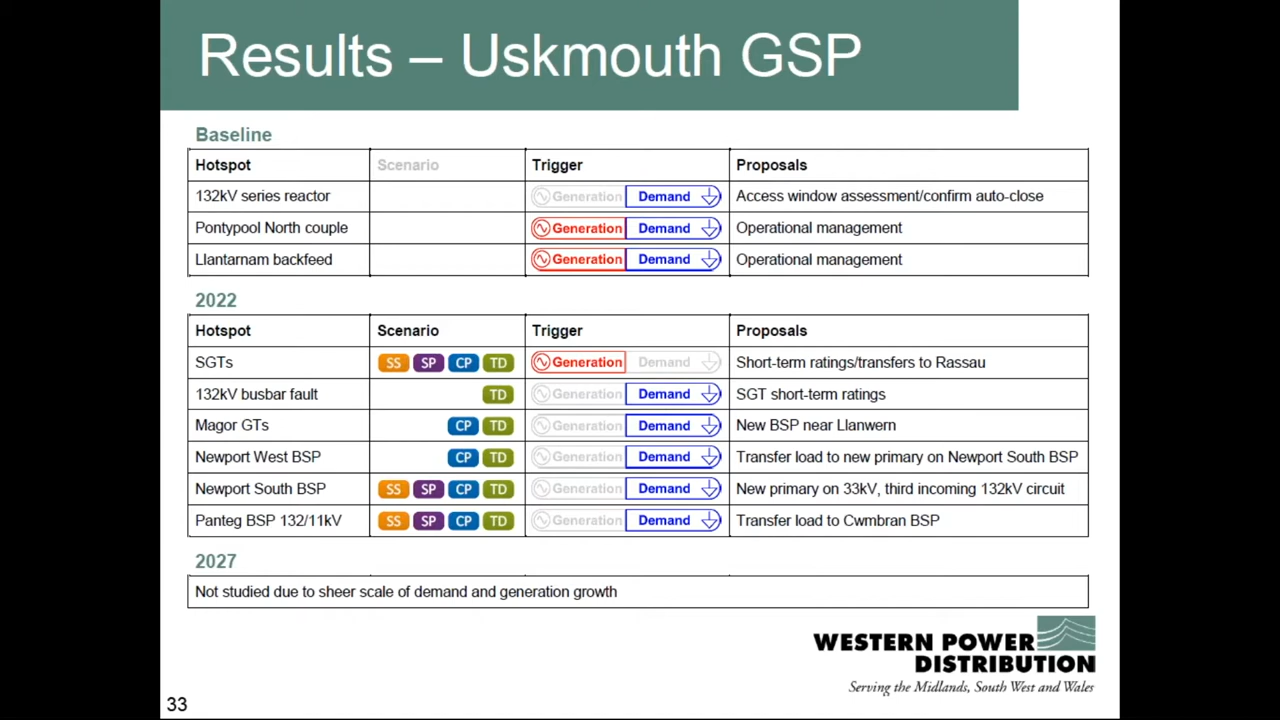 Results – Uskmouth GSP
Baseline
Hotspot Scenario Trigger Proposals
132kV series reactor Generation Demand Access window assessment/confirm auto-close
Pontypool North couple Generation Demand Operational management
Llantarnam backfeed Generation Demand Operational management
2022
Hotspot Scenario Trigger Proposals
SGTs SS SP CP TD Generation Demand Short-term ratings/transfers to Rassau
132kV busbar fault TD Generation Demand SGT short-term ratings
Magor GTs CP TD Generation Demand New BSP near Llanwern
Newport West BSP CP TD Generation Demand Transfer load to new primary on Newport South BSP
Newport South BSP SS SP CP TD Generation Demand New primary on 33kV, third incoming 132kV circuit
Panteg BSP 132/11kV SS SP CP TD Generation Demand Transfer load to Cwmbran BSP
2027
Not studied due to sheer scale of demand and generation growth
WESTERN POWER
DISTRIBUTION
Serving the Midlands, South West and Wales
33